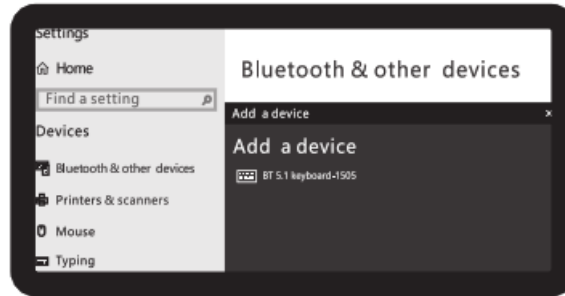 Settings
Home
Find a setting
Devices
Bluetooth & other devices
Printers & scanners
Mouse
Typing
Bluetooth & other devices
Add a device
×
Add a device
BT 5.1 keyboard-1505